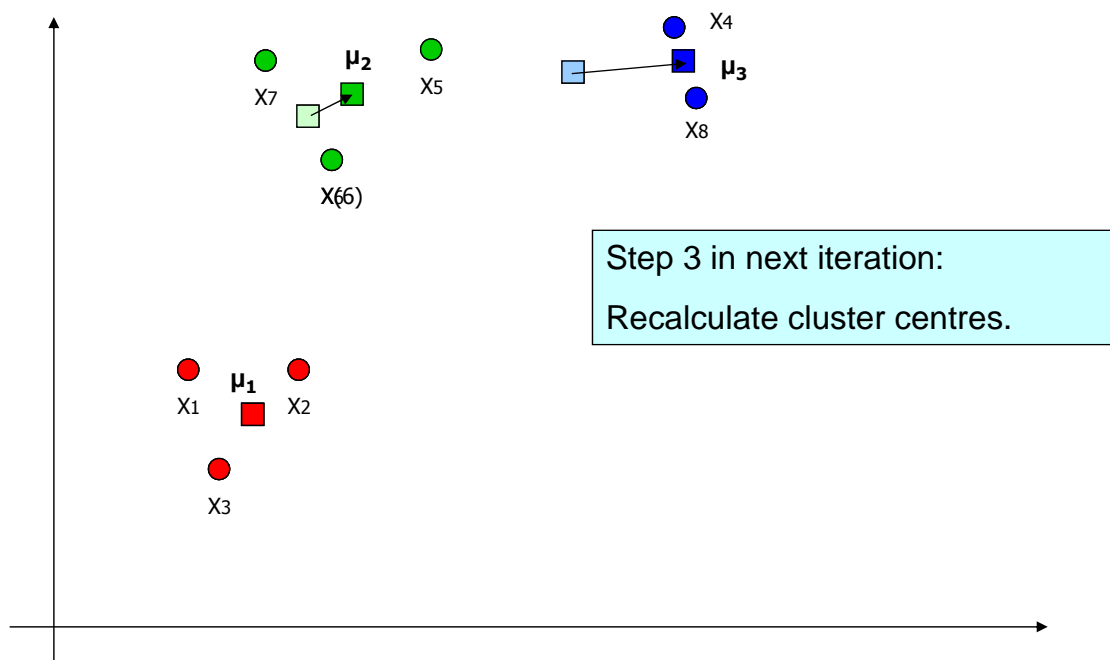 X4
μ2
μ3
X7
X5
X8
X(6)
Step 3 in next iteration:
Recalculate cluster centres.
μ1
X1
X2
X3